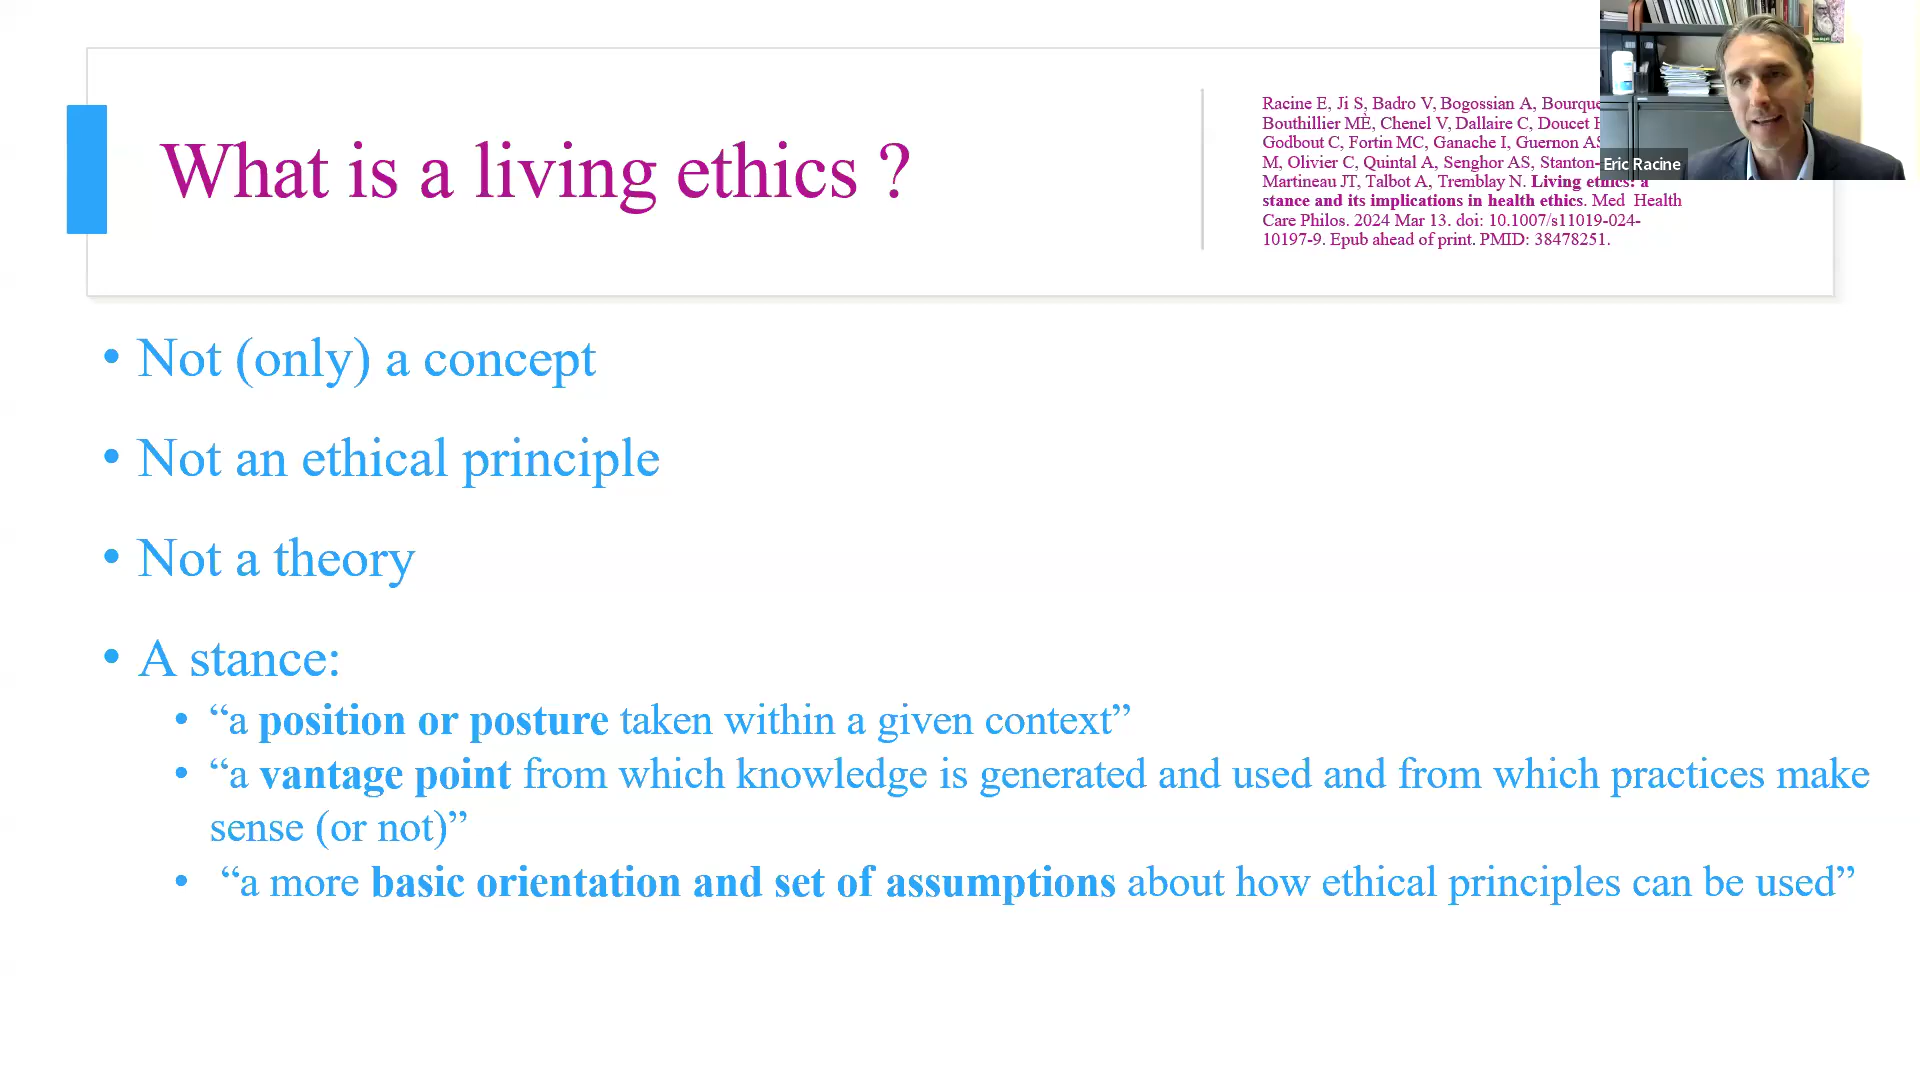 What is a living ethics ?
Racine E, Ji S, Badro V, Bogossian A, Bourque
Bouthillier MÈ, Chenel V, Dallaire C, Doucet
Godbout C, Fortin MC, Ganache I, Guernon AS
M, Olivier C, Quintal A, Senghor AS, Stanton-
Martineau JT, Talbot A, Tremblay N. Living ethics: a
stance and its implications in health ethics. Med Health
Care Philos. 2024 Mar 13. doi: 10.1007/s11019-024-
10197-9. Epub ahead of print. PMID: 38478251.
Eric Racine
• Not (only) a concept
• Not an ethical principle
• Not a theory
• A stance:
• “a position or posture taken within a given context”
• “a vantage point from which knowledge is generated and used and from which practices make
sense (or not)”
• “a more basic orientation and set of assumptions about how ethical principles can be used”